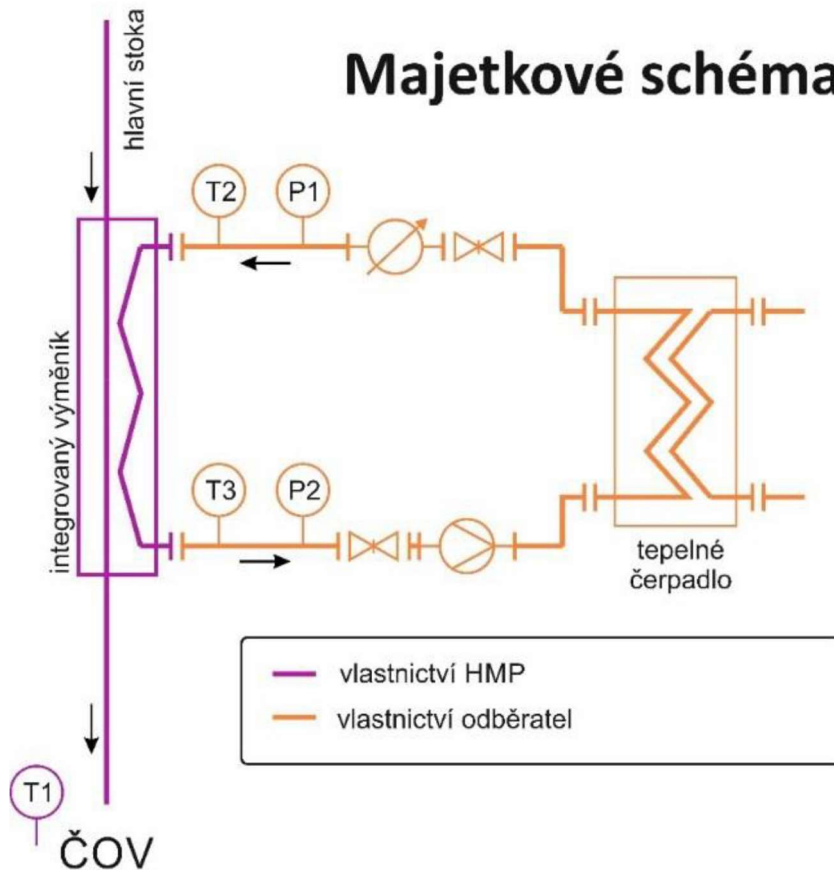 Majetkové schéma
hlavní stoka
T2
P1
integrovaný výměník
T3
P2
tepelné
čerpadlo
vlastnictví HMP
vlastnictví odběratel
T1
ČOV